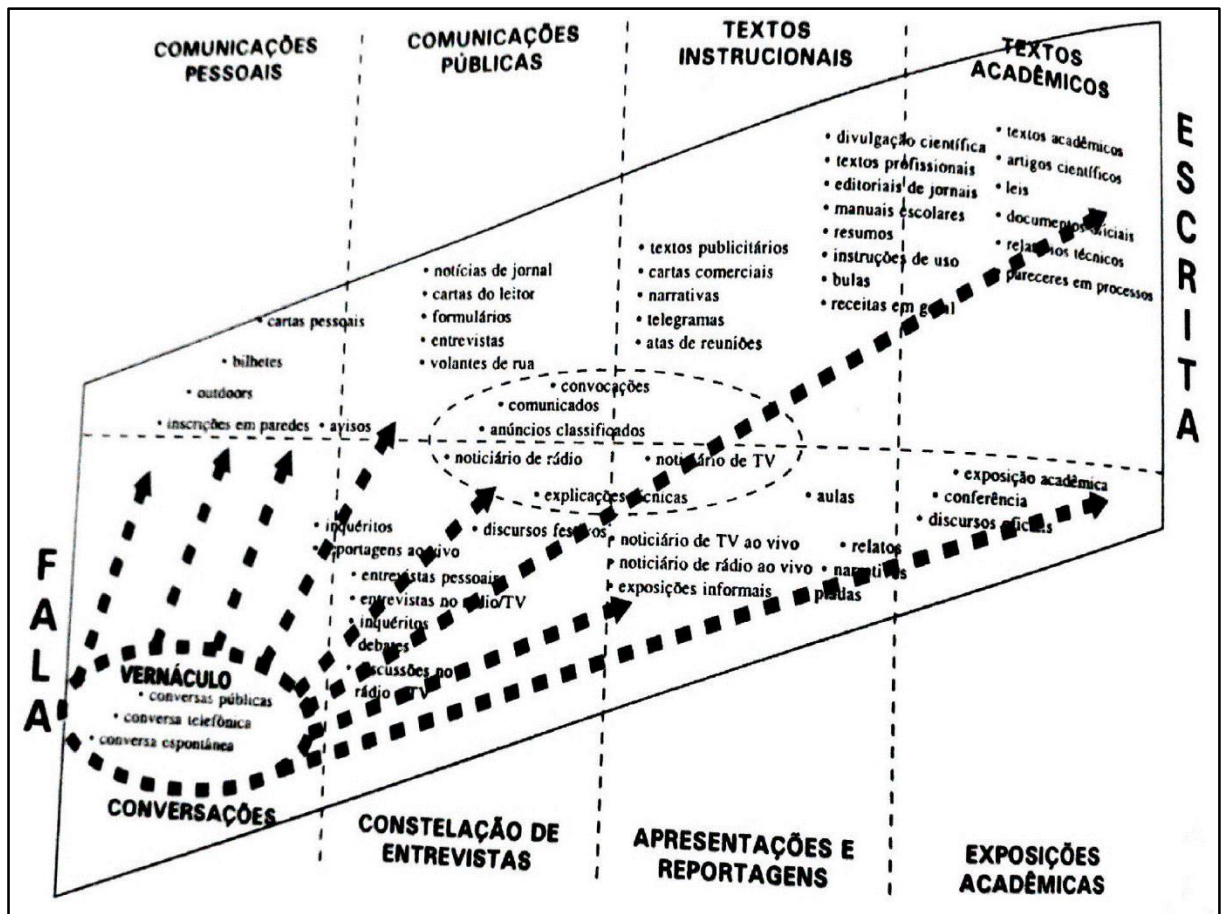 COMUNICAÇÕES
PESSOAIS
COMUNICAÇÕES
PÚBLICAS
TEXTOS
INSTRUCIONAIS
TEXTOS
ACADÊMICOS
FALA
ESCRITA
• cartas pessoais
• bilhetes
• outdoors
• inscrições em paredes • avisos
• notícias de jornal
• cartas do leitor
• formulários
• entrevistas
• volantes de rua
• textos publicitários
• cartas comerciais
• narrativas
• telegramas
• atas de reuniões
• divulgação científica
• textos profissionais
• editoriais de jornais
• manuais escolares
• resumos
• instruções de uso
• bulas
• receitas em geral
• textos acadêmicos
• artigos científicos
• leis
• documentos oficiais
• relatórios técnicos
• pareceres em processos
• convocações
• comunicados
• anúncios classificados
• noticiário de rádio • noticiário de TV
• explicações técnicas
• inquéritos • discursos festivos
• reportagens ao vivo
• entrevistas pessoais
• entrevistas no rádio/TV
• inquéritos
debates
• discussões no
rádio TV
• noticiário de TV ao vivo
• noticiário de rádio ao vivo
• exposições informais
• aulas
• relatos
• narrativas
piadas
• exposição acadêmica
• conferência
• discursos oficiais
VERNÁCULO
• conversas públicas
• conversa telefônica
• conversa espontânea
CONVERSAÇÕES
CONSTELAÇÃO DE
ENTREVISTAS
APRESENTAÇÕES E
REPORTAGENS
EXPOSIÇÕES
ACADÊMICAS